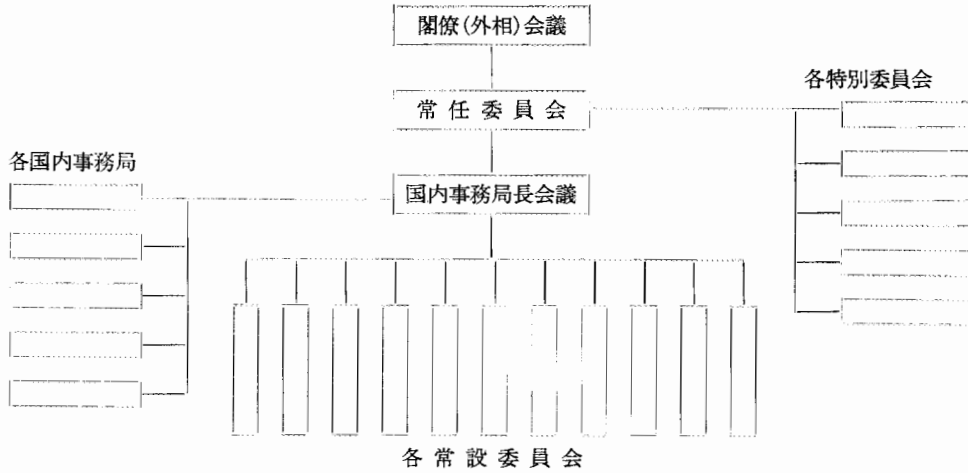 閣僚(外相)会議
各特別委員会
常任委員会
各国内事務局
国内事務局長会議
各常設委員会